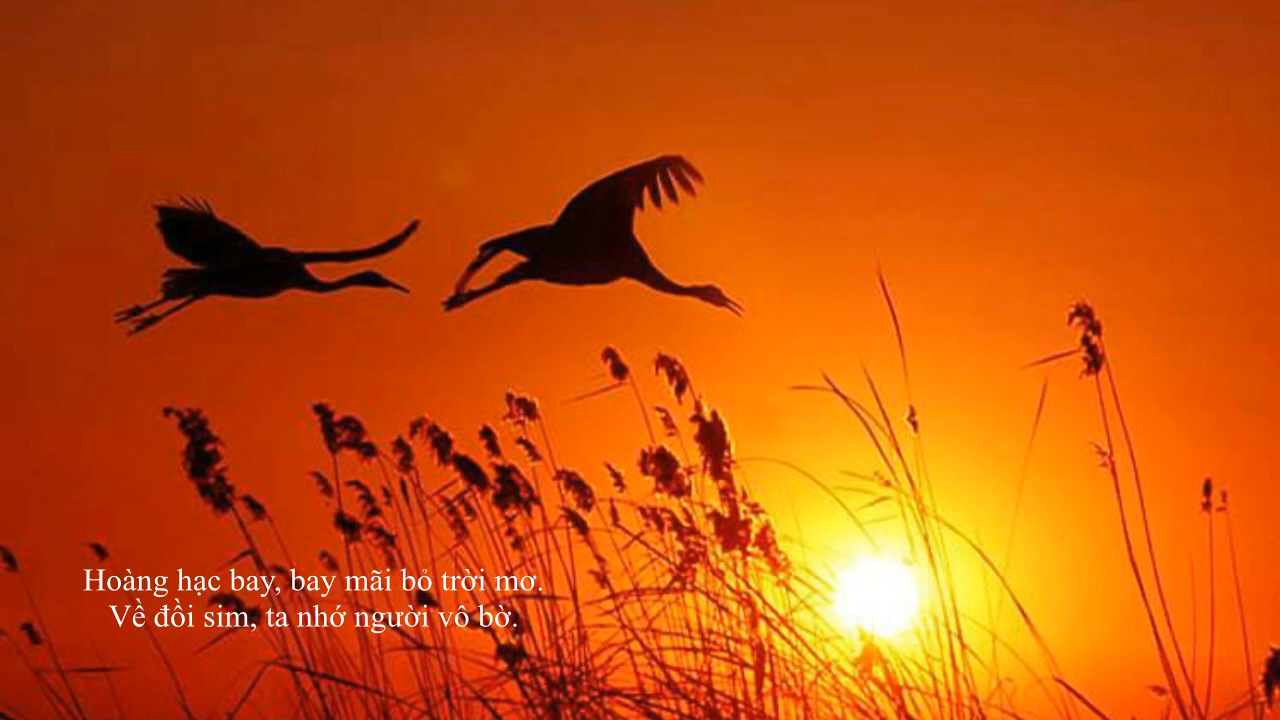 Hoàng hạc bay, bay mãi bỏ trời mơ.
Về đồi sim, ta nhớ người vô bờ.